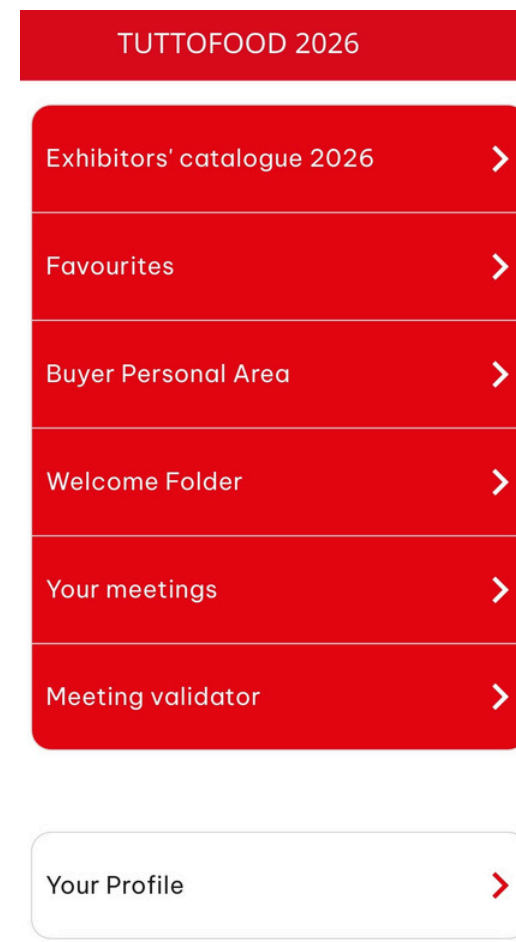 TUTTOFOOD 2026
Exhibitors' catalogue 2026
Favourites
Buyer Personal Area
Welcome Folder
Your meetings
Meeting validator
Your Profile